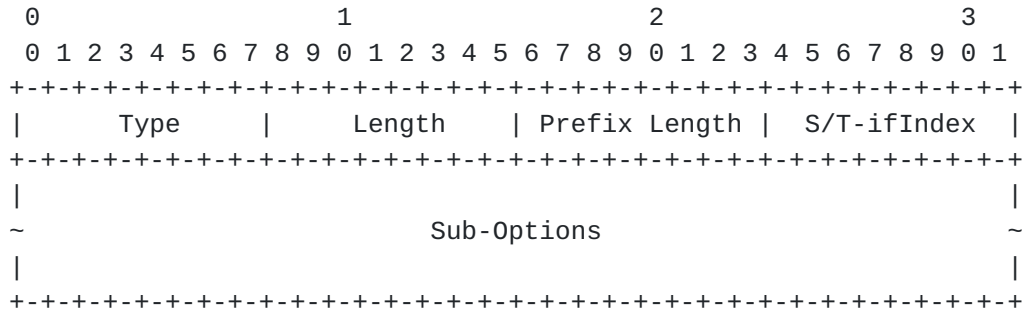 0                   1                   2                   3
 0 1 2 3 4 5 6 7 8 9 0 1 2 3 4 5 6 7 8 9 0 1 2 3 4 5 6 7 8 9 0 1
+-+-+-+-+-+-+-+-+-+-+-+-+-+-+-+-+-+-+-+-+-+-+-+-+-+-+-+-+-+-+-+-+
|      Type     |     Length    | Prefix Length |  S/T-ifIndex  |
+-+-+-+-+-+-+-+-+-+-+-+-+-+-+-+-+-+-+-+-+-+-+-+-+-+-+-+-+-+-+-+-+
|                                                               |
~                          Sub-Options                          ~
|                                                               |
+-+-+-+-+-+-+-+-+-+-+-+-+-+-+-+-+-+-+-+-+-+-+-+-+-+-+-+-+-+-+-+-+